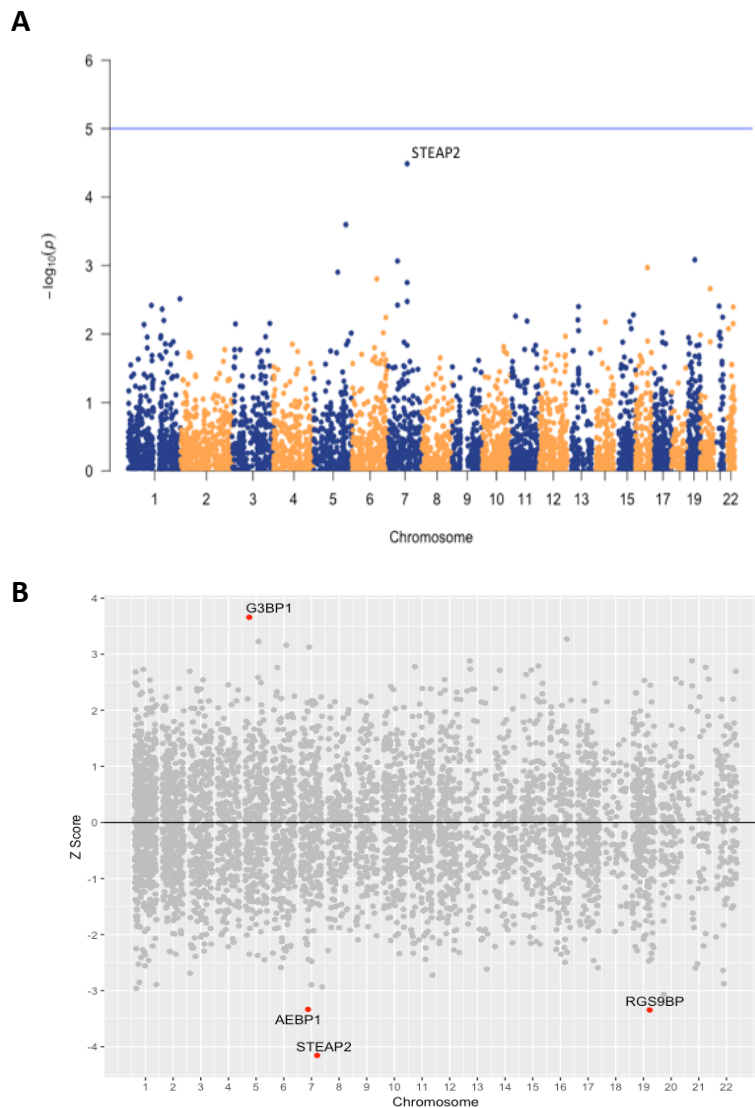 A
6
5
STEAP2
4
3
2
1
0
− log10(p)
1 2 3 4 5 6 7 8 9 10 11 12 13 15 17 19 22
Chromosome
B
4
G3BP1
3
2
1
0
Z Score
-1
-2
-3
RGS9BP
AEBP1
STEAP2
-4
1 2 3 4 5 6 7 8 9 10 11 12 13 14 15 16 17 18 19 20 21 22
Chromosome